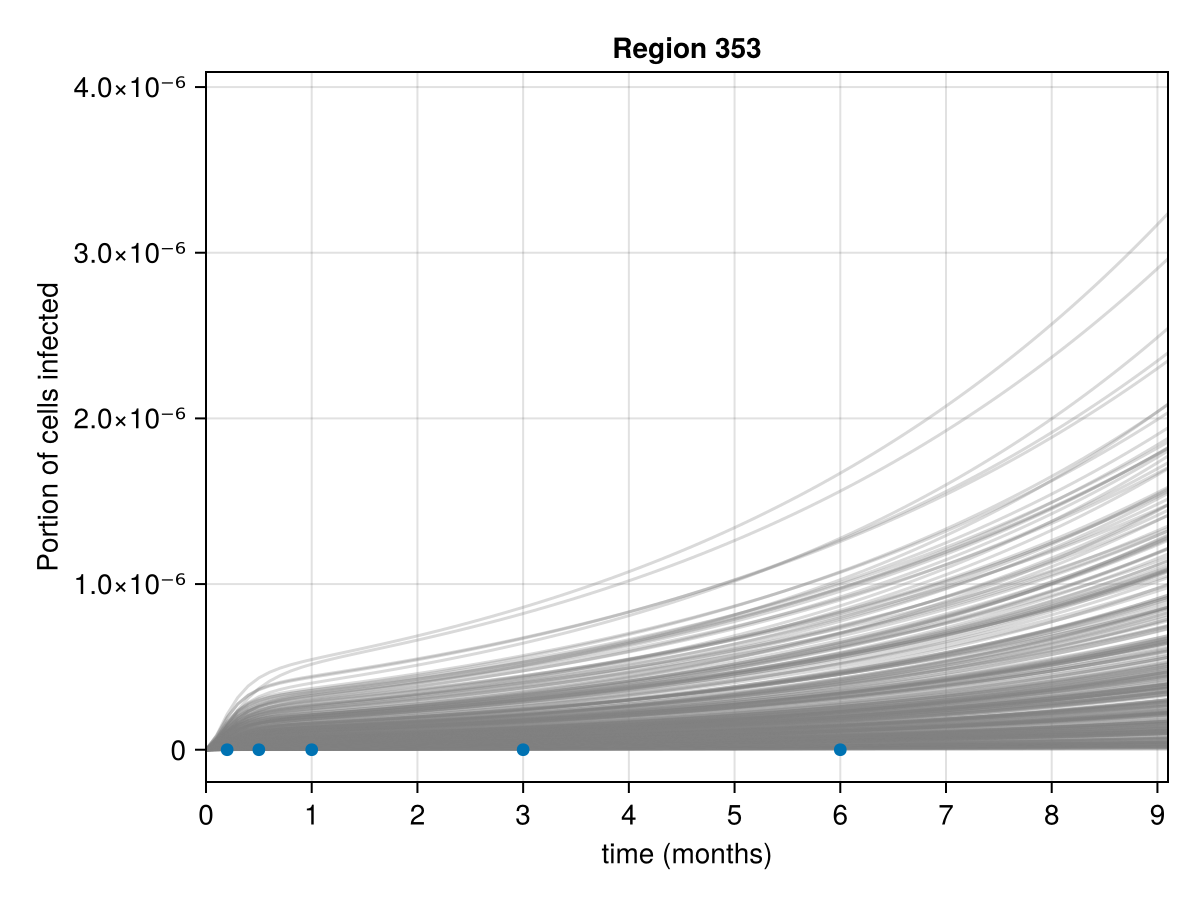 Region 353
4.0×10⁻⁶
3.0×10⁻⁶
2.0×10⁻⁶
1.0×10⁻⁶
0
Portion of cells infected
0 1 2 3 4 5 6 7 8 9
time (months)